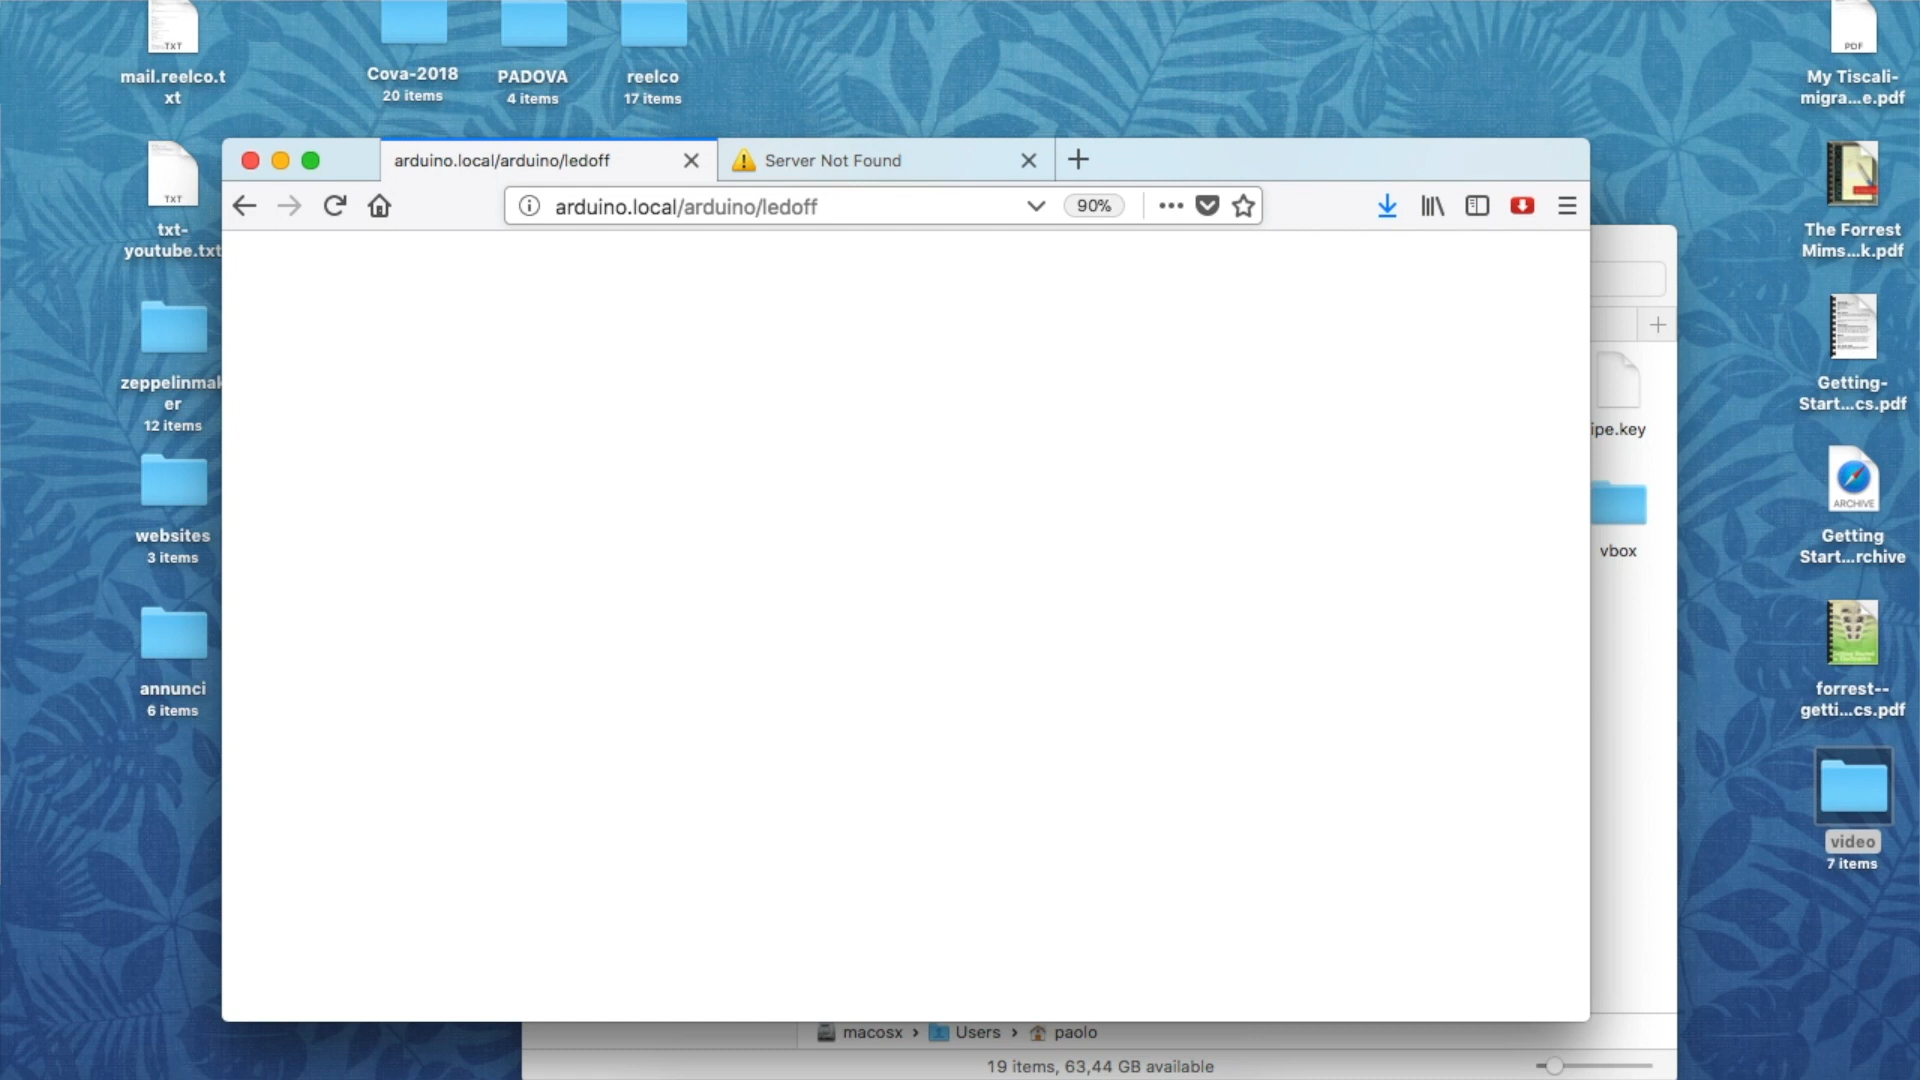 TXT
mail.reelco.t
xt
Cova-2018
20 items
PADOVA
4 items
reelco
17 items
PDF
My Tiscali-
migra...e.pdf
arduino.local/arduino/ledoff
Server Not Found
arduino.local/arduino/ledoff
90%
TXT
txt-
youtube.txt
The Forrest
Mims...k.pdf
zeppelinmak
er
12 items
Getting-
Start...cs.pdf
ipe.key
websites
3 items
vbox
ARCHIVE
Getting
Start...rchive
annunci
6 items
forrest--
getti...cs.pdf
video
7 items
macosx › Users › paolo
19 items, 63,44 GB available